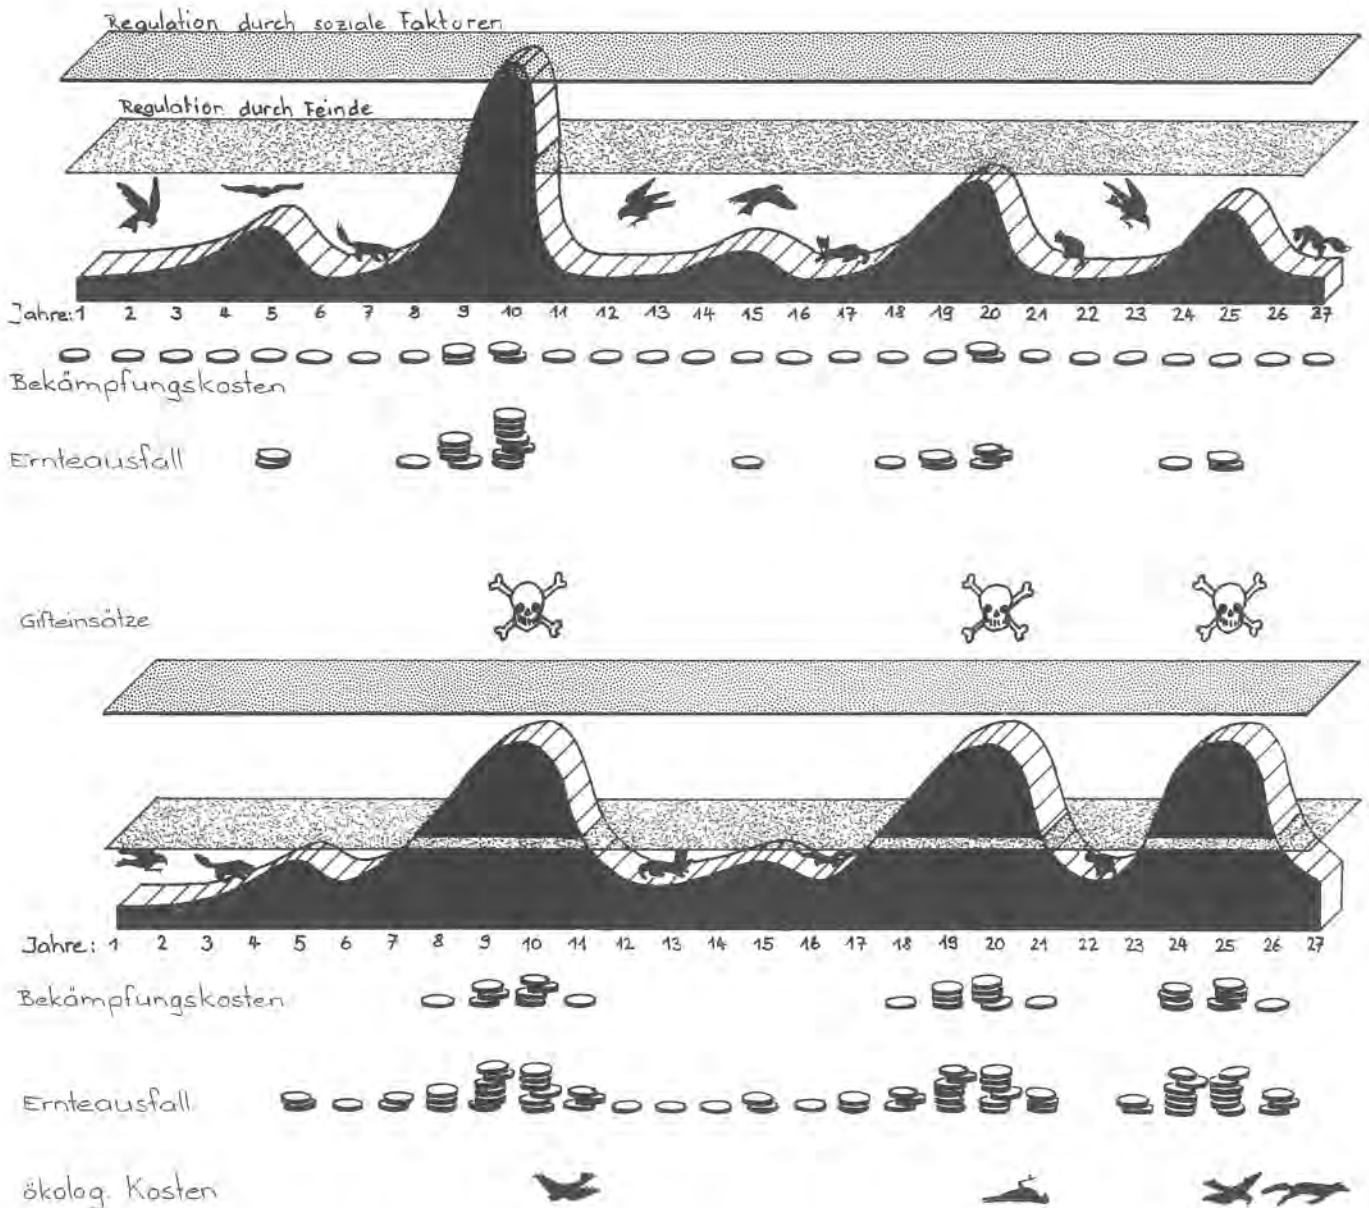 Regulation durch soziale Faktoren
Regulation durch Feinde
Jahre: 1 2 3 4 5 6 7 8 9 10 11 12 13 14 15 16 17 18 19 20 21 22 23 24 25 26 27
Bekämpfungskosten
Ernteausfall
Gifteinsätze
Jahre: 1 2 3 4 5 6 7 8 9 10 11 12 13 14 15 16 17 18 19 20 21 22 23 24 25 26 27
Bekämpfungskosten
Ernteausfall
ökolog. Kosten